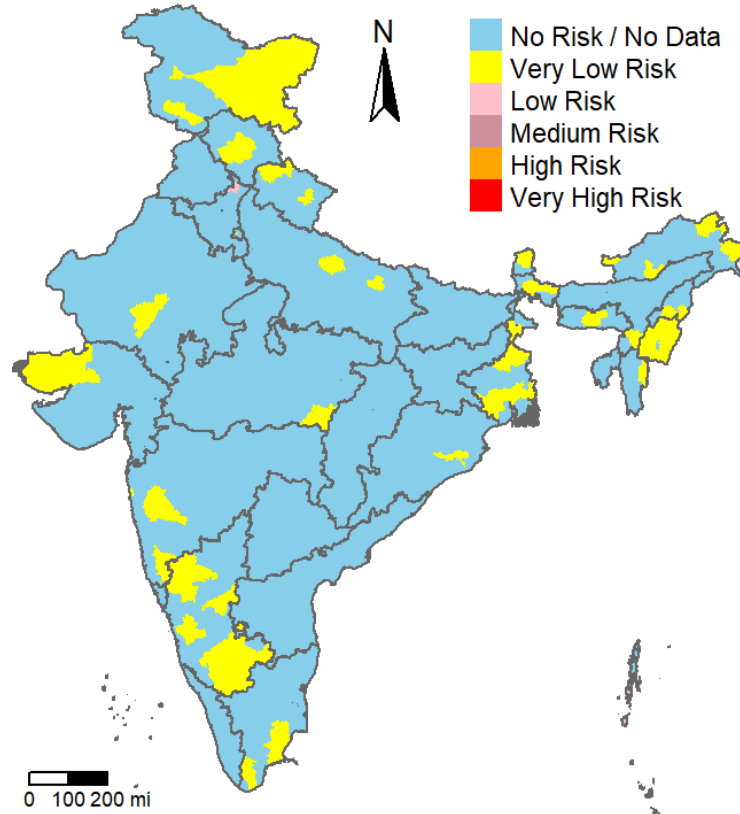 N
No Risk / No Data
Very Low Risk
Low Risk
Medium Risk
High Risk
Very High Risk
0 100 200 mi